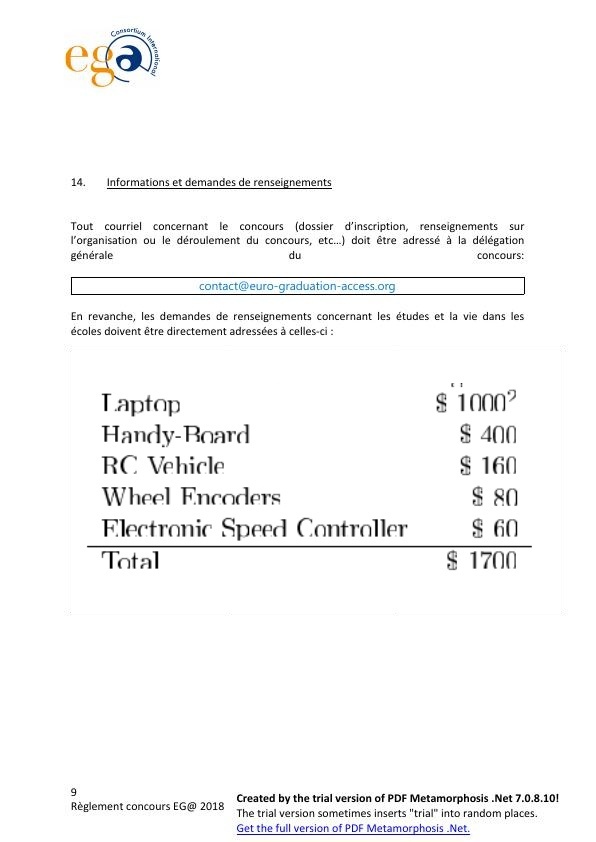 Consortium International
ega
14. Informations et demandes de renseignements
Tout courriel concernant le concours (dossier d’inscription, renseignements sur
l’organisation ou le déroulement du concours, etc…) doit être adressé à la délégation
générale du concours:
contact@euro-graduation-access.org
En revanche, les demandes de renseignements concernant les études et la vie dans les
écoles doivent être directement adressées à celles-ci :
Laptop $ 1000²
Handy-Board $ 400
RC Vehicle $ 160
Wheel Encoders $ 80
Electronic Speed Controller $ 60
Total $ 1700
9
Règlement concours EG@ 2018
Created by the trial version of PDF Metamorphosis .Net 7.0.8.10!
The trial version sometimes inserts "trial" into random places.
Get the full version of PDF Metamorphosis .Net.